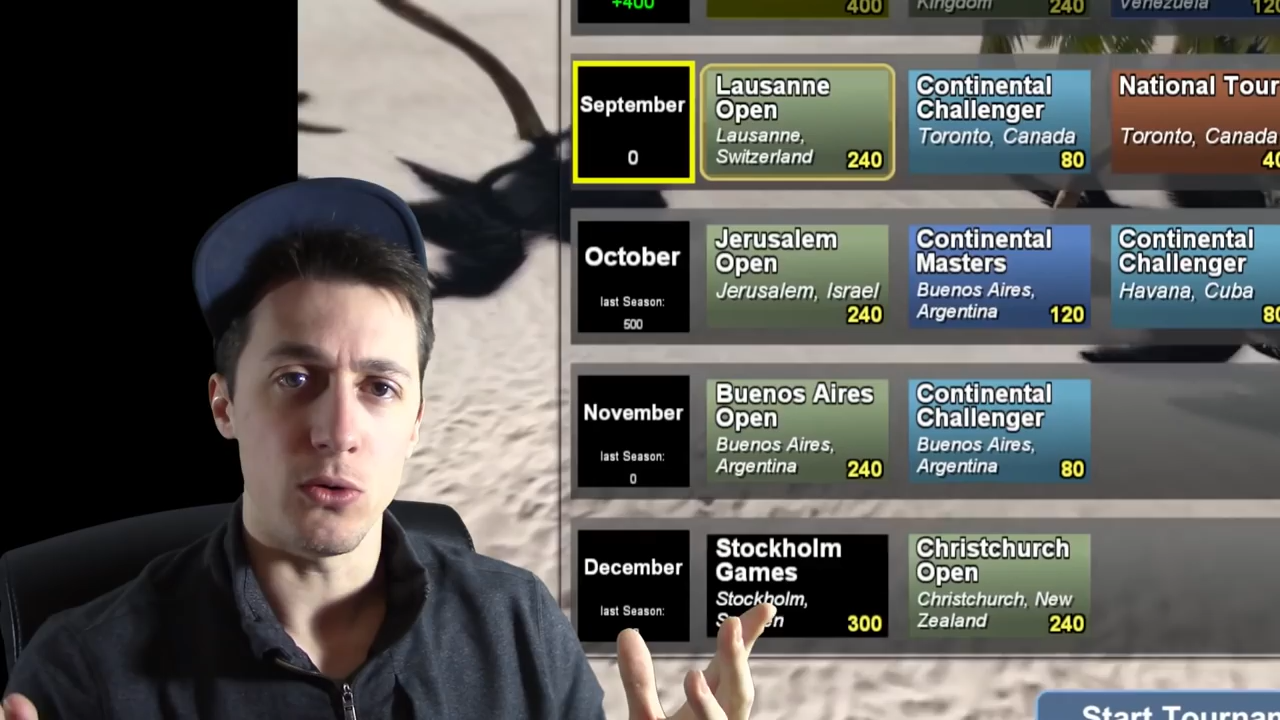 +400
400
Kingdom
240
Venezuela
September
0
Lausanne
Open
Lausanne,
Switzerland
240
Continental
Challenger
Toronto, Canada
80
National Tour
Toronto, Canada
October
last Season:
500
Jerusalem
Open
Jerusalem, Israel
240
Continental
Masters
Buenos Aires,
Argentina
120
Continental
Challenger
Havana, Cuba
November
last Season:
0
Buenos Aires
Open
Buenos Aires,
Argentina
240
Continental
Challenger
Buenos Aires,
Argentina
80
December
last Season:
Stockholm
Games
Stockholm,
300
Christchurch
Open
Christchurch, New
Zealand
240
Start